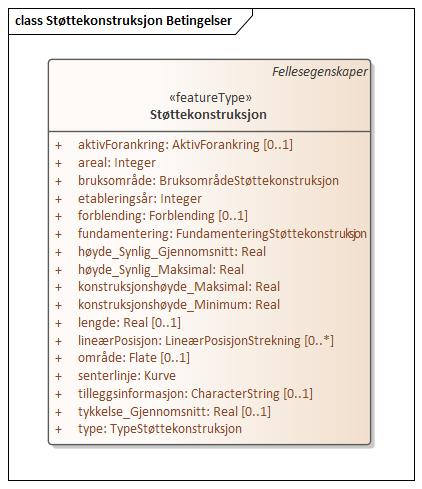 class Støttekonstruksjon Betingelser
Fellesegenskaper
«featureType»
Støttekonstruksjon
+ aktivForankring: AktivForankring [0..1]
+ areal: Integer
+ bruksområde: BruksområdeStøttekonstruksjon
+ etableringsår: Integer
+ forblending: Forblending [0..1]
+ fundamentering: FundamenteringStøttekonstruksjon
+ høyde_Synlig_Gjennomsnitt: Real
+ høyde_Synlig_Maksimal: Real
+ konstruksjonshøyde_Maksimal: Real
+ konstruksjonshøyde_Minimum: Real
+ lengde: Real [0..1]
+ lineærPosisjon: LineærPosisjonStrekning [0..*]
+ område: Flate [0..1]
+ senterlinje: Kurve
+ tilleggsinformasjon: CharacterString [0..1]
+ tykkelse_Gjennomsnitt: Real [0..1]
+ type: TypeStøttekonstruksjon